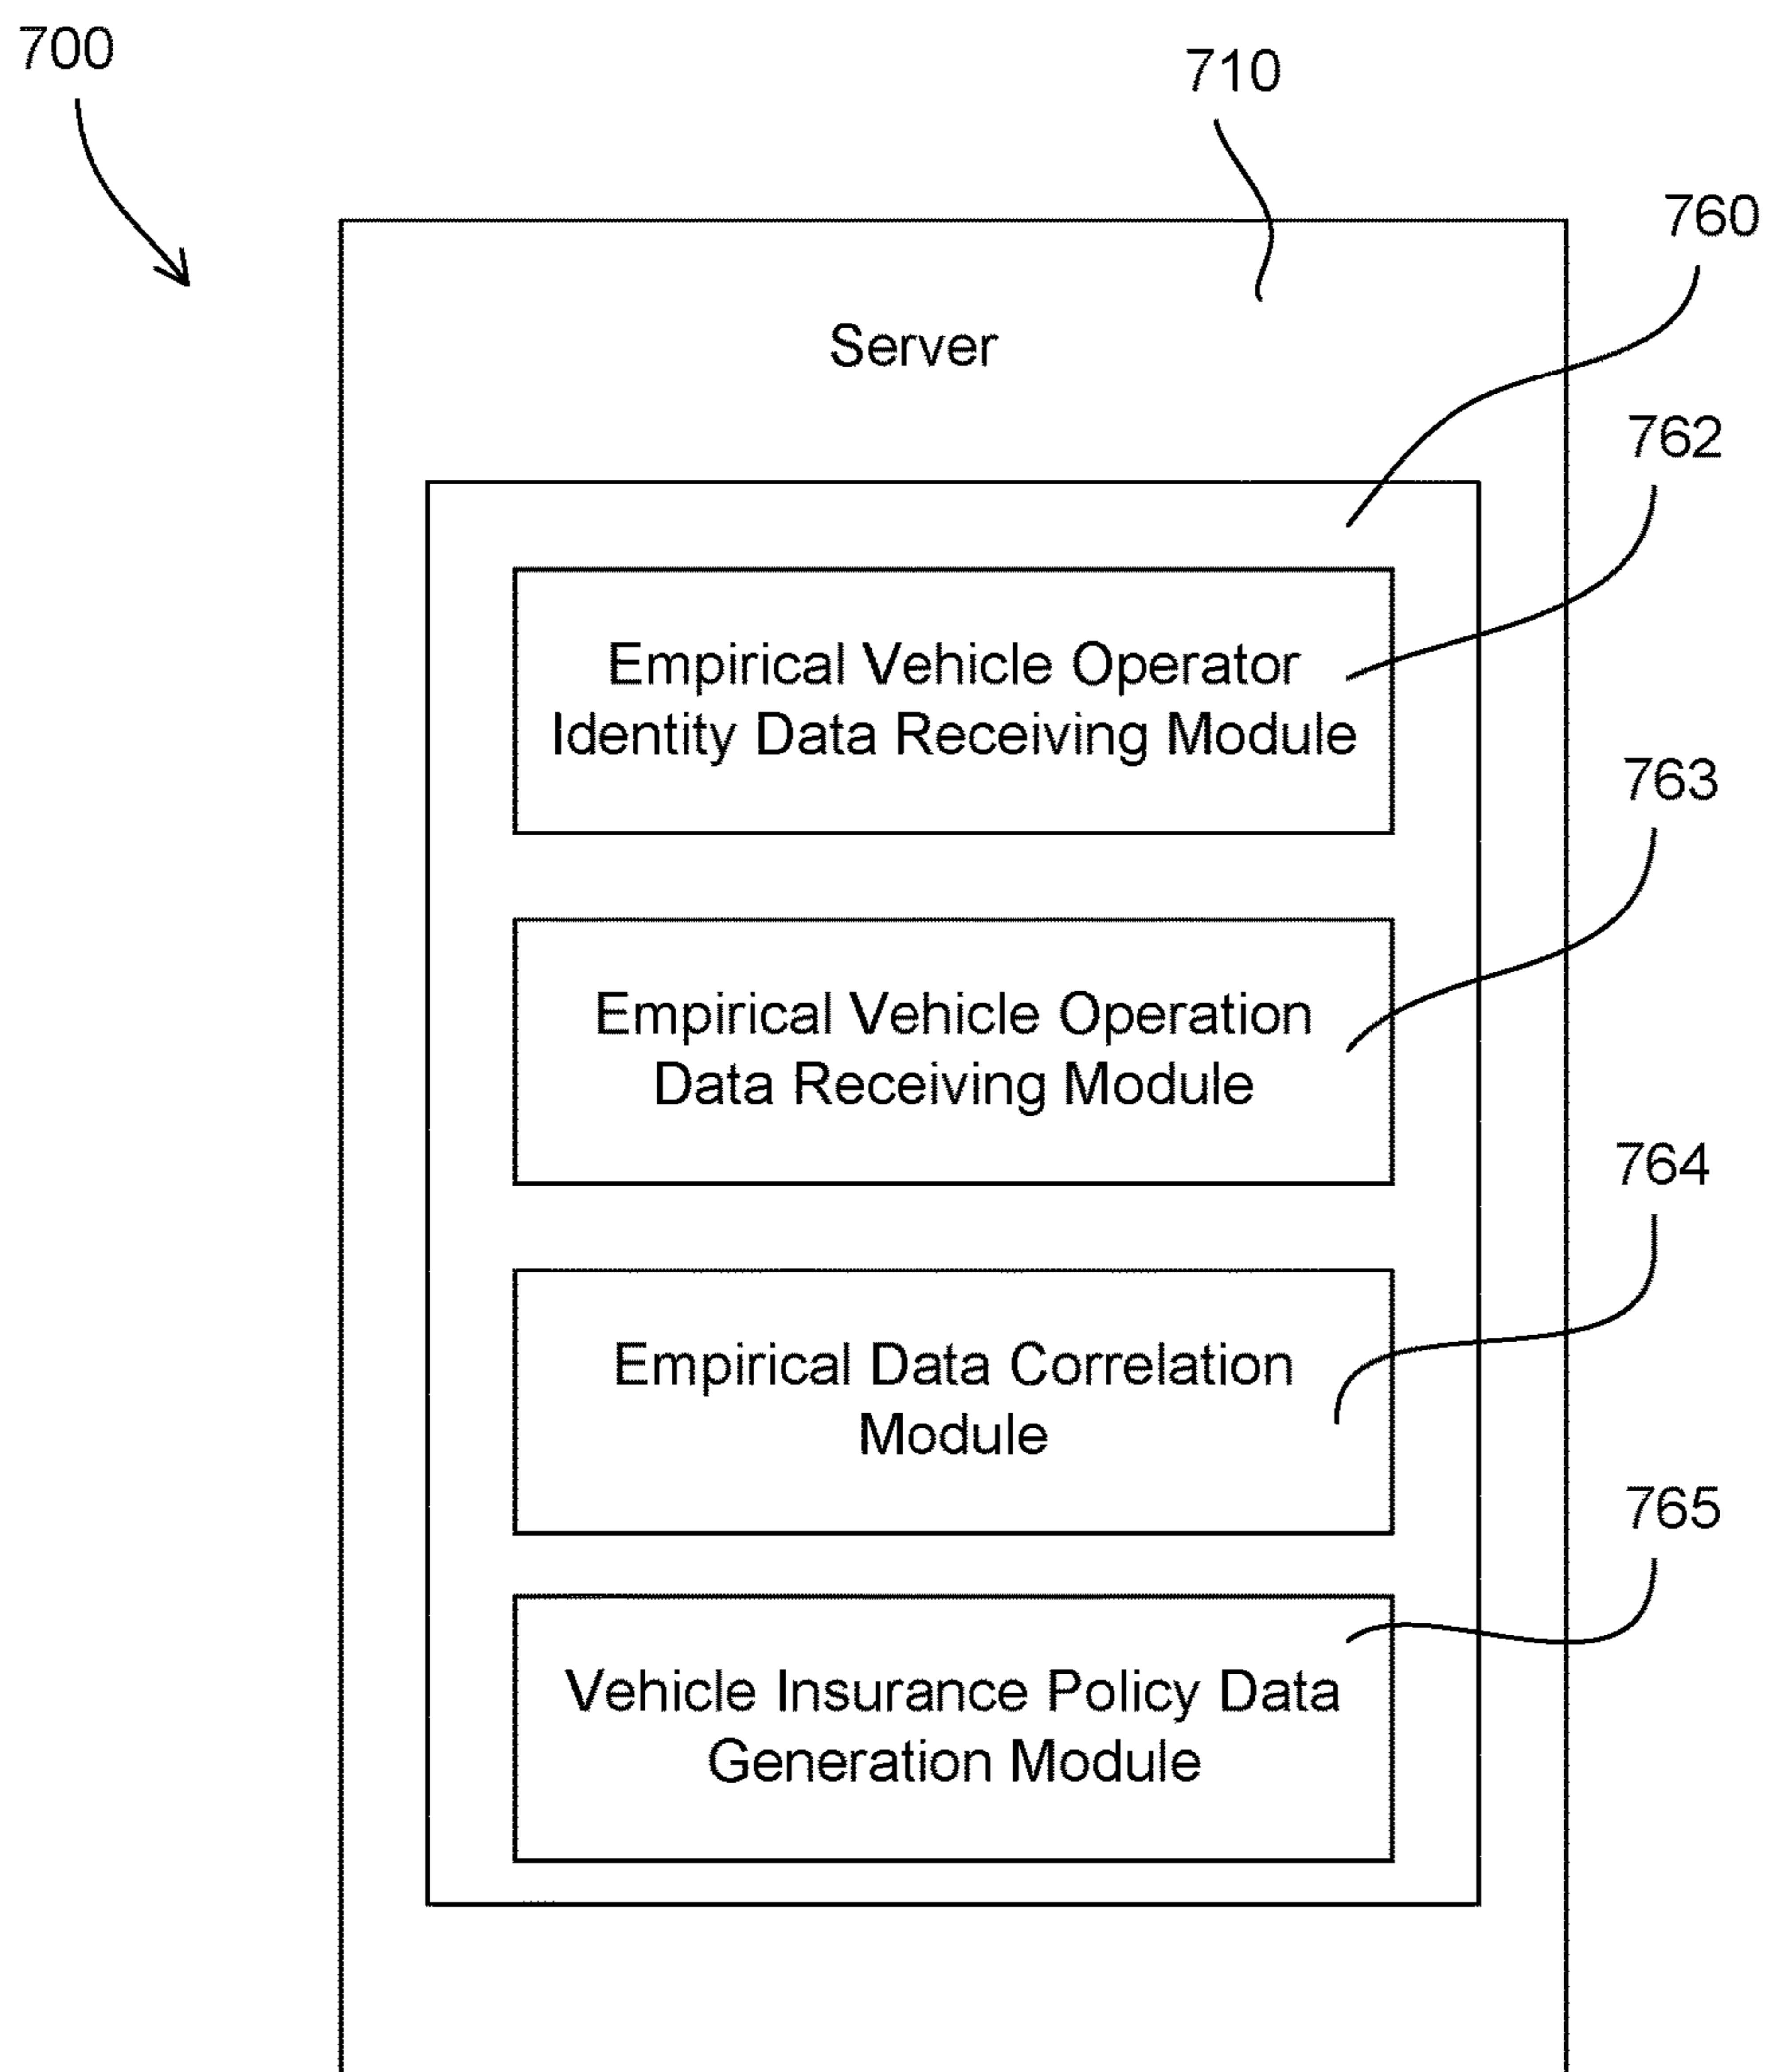 700
710
760
Server
762
Empirical Vehicle Operator
Identity Data Receiving Module
763
Empirical Vehicle Operation
Data Receiving Module
764
Empirical Data Correlation
Module
765
Vehicle Insurance Policy Data
Generation Module